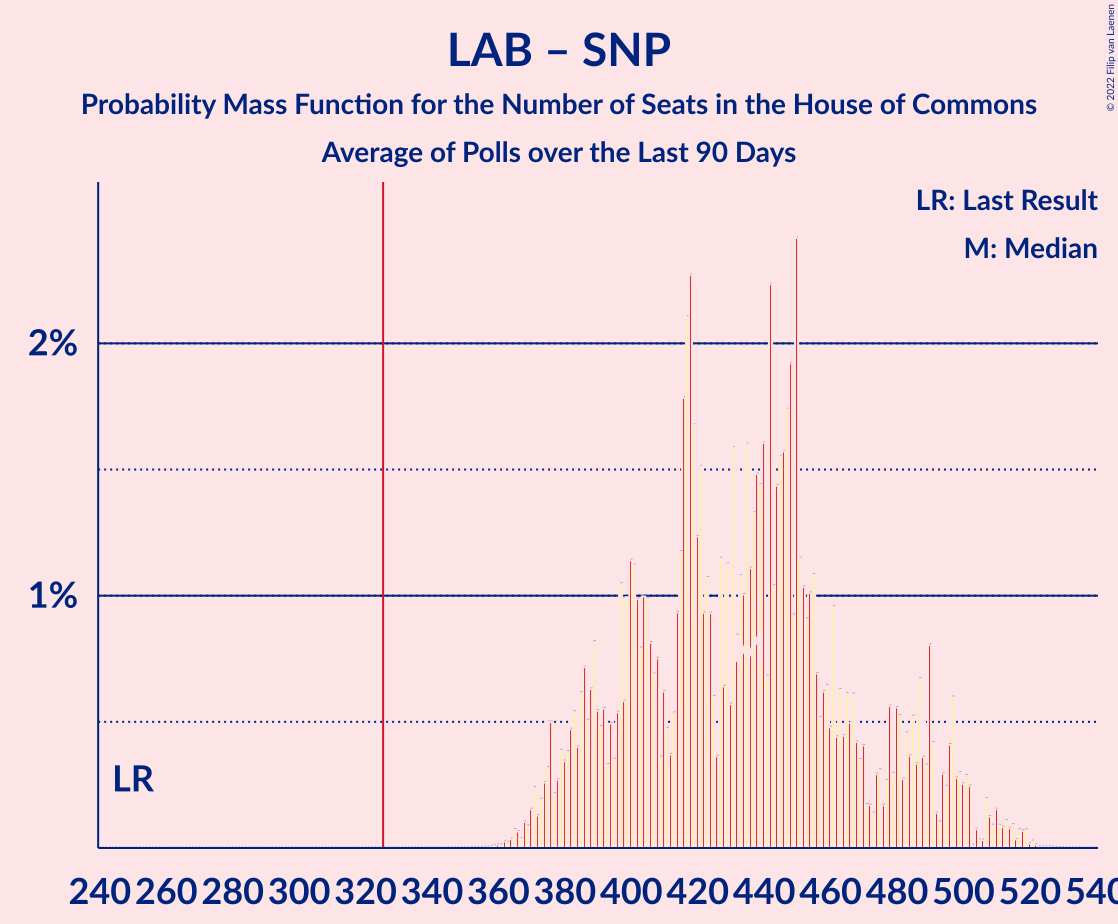 LAB – SNP
Probability Mass Function for the Number of Seats in the House of Commons
Average of Polls over the Last 90 Days
© 2022 Filip van Laenen
LR: Last Result
M: Median
2%
1%
LR
240 260 280 300 320 340 360 380 400 420 440 460 480 500 520 540